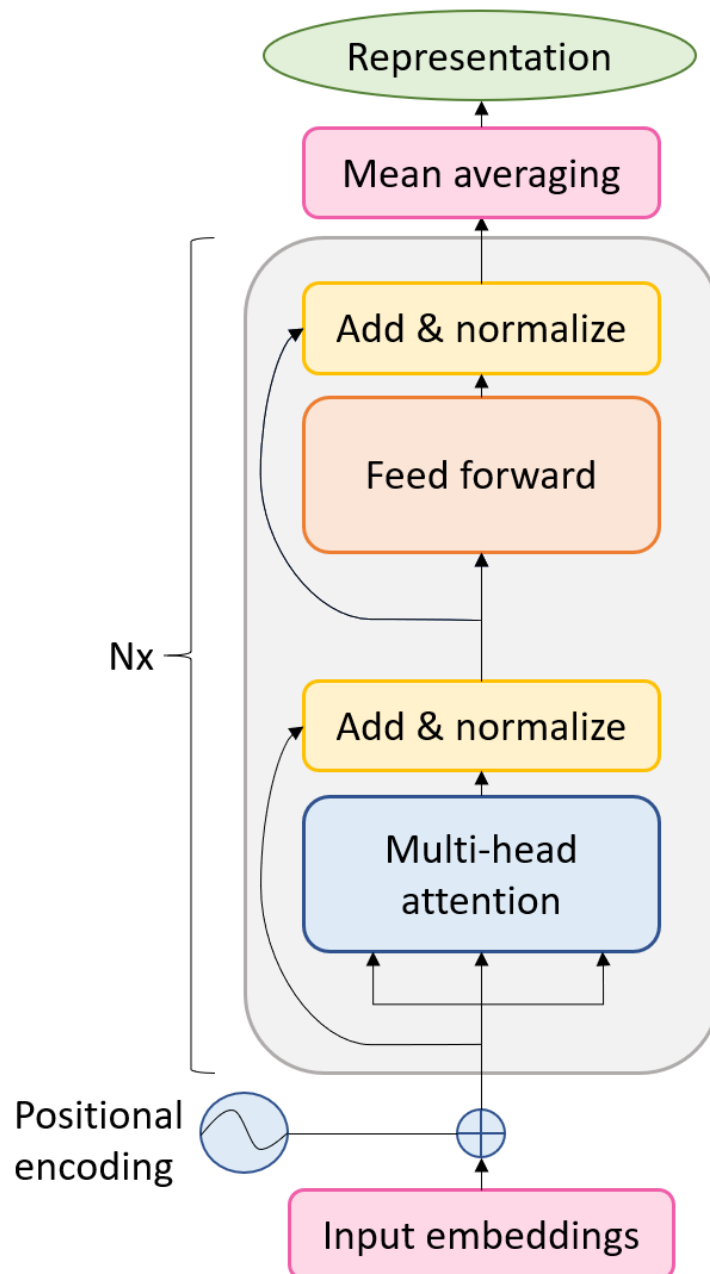 Representation
Mean averaging
Add & normalize
Feed forward
Nx
Add & normalize
Multi-head
attention
Positional
encoding
Input embeddings